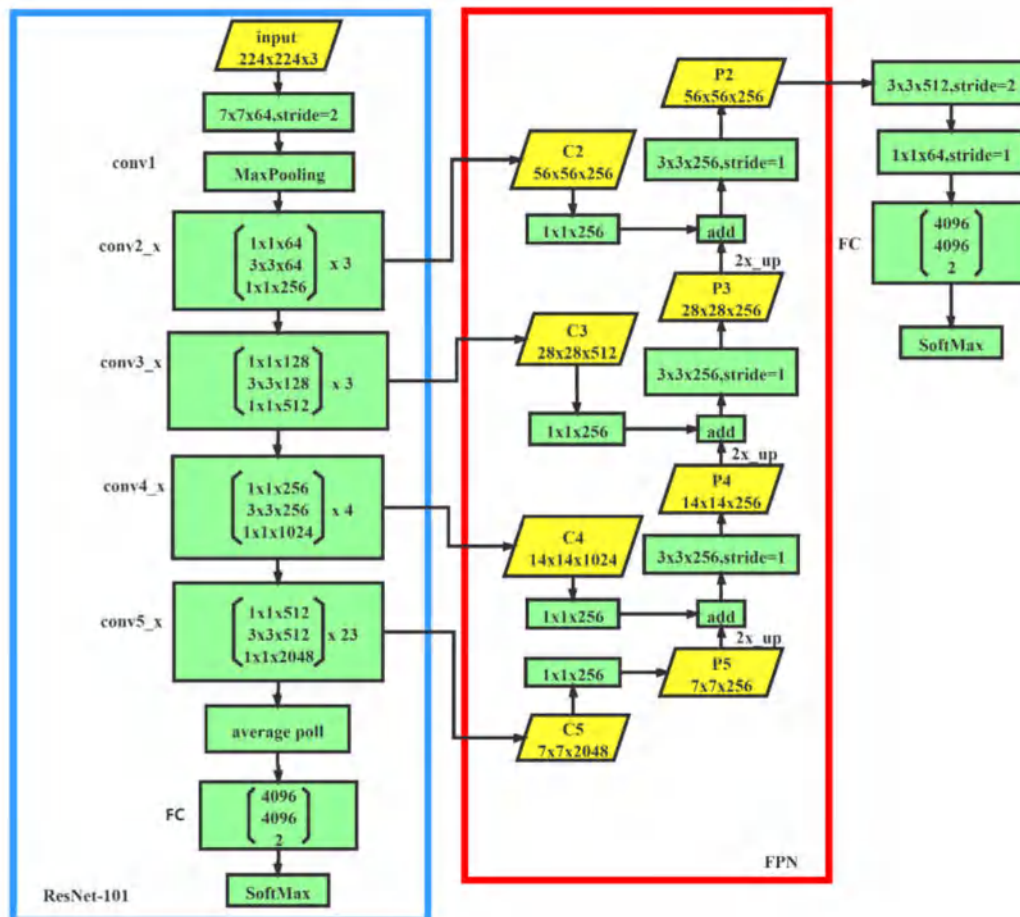 input
224x224x3
7x7x64,stride=2
conv1
MaxPooling
conv2_x
1x1x64
3x3x64
1x1x256
x 3
conv3_x
1x1x128
3x3x128
1x1x512
x 3
conv4_x
1x1x256
3x3x256
1x1x1024
x 4
conv5_x
1x1x512
3x3x512
1x1x2048
x 23
average poll
FC
4096
4096
2
SoftMax
ResNet-101
P2
56x56x256
C2
56x56x256
3x3x256,stride=1
1x1x256
add
2x_up
P3
28x28x256
C3
28x28x512
3x3x256,stride=1
1x1x256
add
2x_up
P4
14x14x256
C4
14x14x1024
3x3x256,stride=1
1x1x256
add
2x_up
1x1x256
P5
7x7x256
C5
7x7x2048
FPN
3x3x512,stride=2
1x1x64,stride=1
FC
4096
4096
2
SoftMax